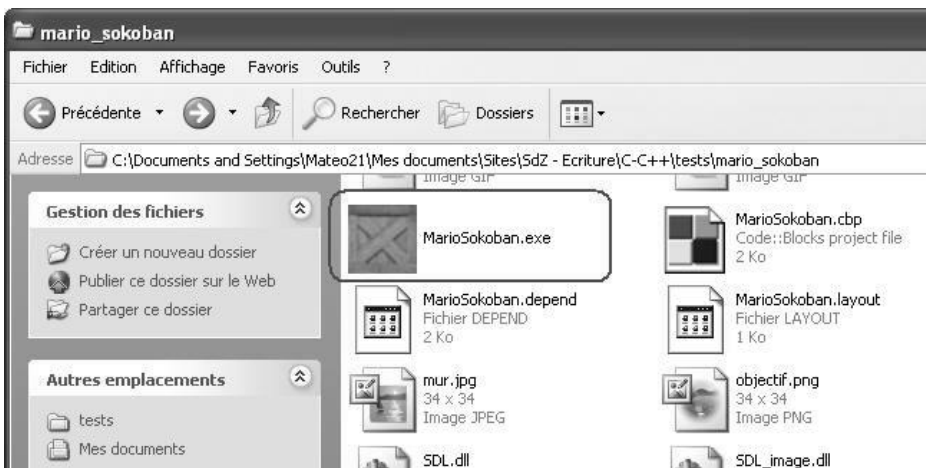 mario_sokoban
Fichier Edition Affichage Favoris Outils ?
Précédente Rechercher Dossiers
Adresse C:\Documents and Settings\Mateo21\Mes documents\Sites\SdZ - Ecriture\C-C++\tests\mario_sokoban
Image GIF Image GIF
Gestion des fichiers
Créer un nouveau dossier
Publier ce dossier sur le Web
Partager ce dossier
Autres emplacements
tests
Mes documents
MarioSokoban.exe
MarioSokoban.cbp
Code::Blocks project file
2 Ko
MarioSokoban.depend
Fichier DEPEND
2 Ko
MarioSokoban.layout
Fichier LAYOUT
1 Ko
mur.jpg
34 x 34
Image JPEG
objectif.png
34 x 34
Image PNG
SDL.dll
SDL_image.dll